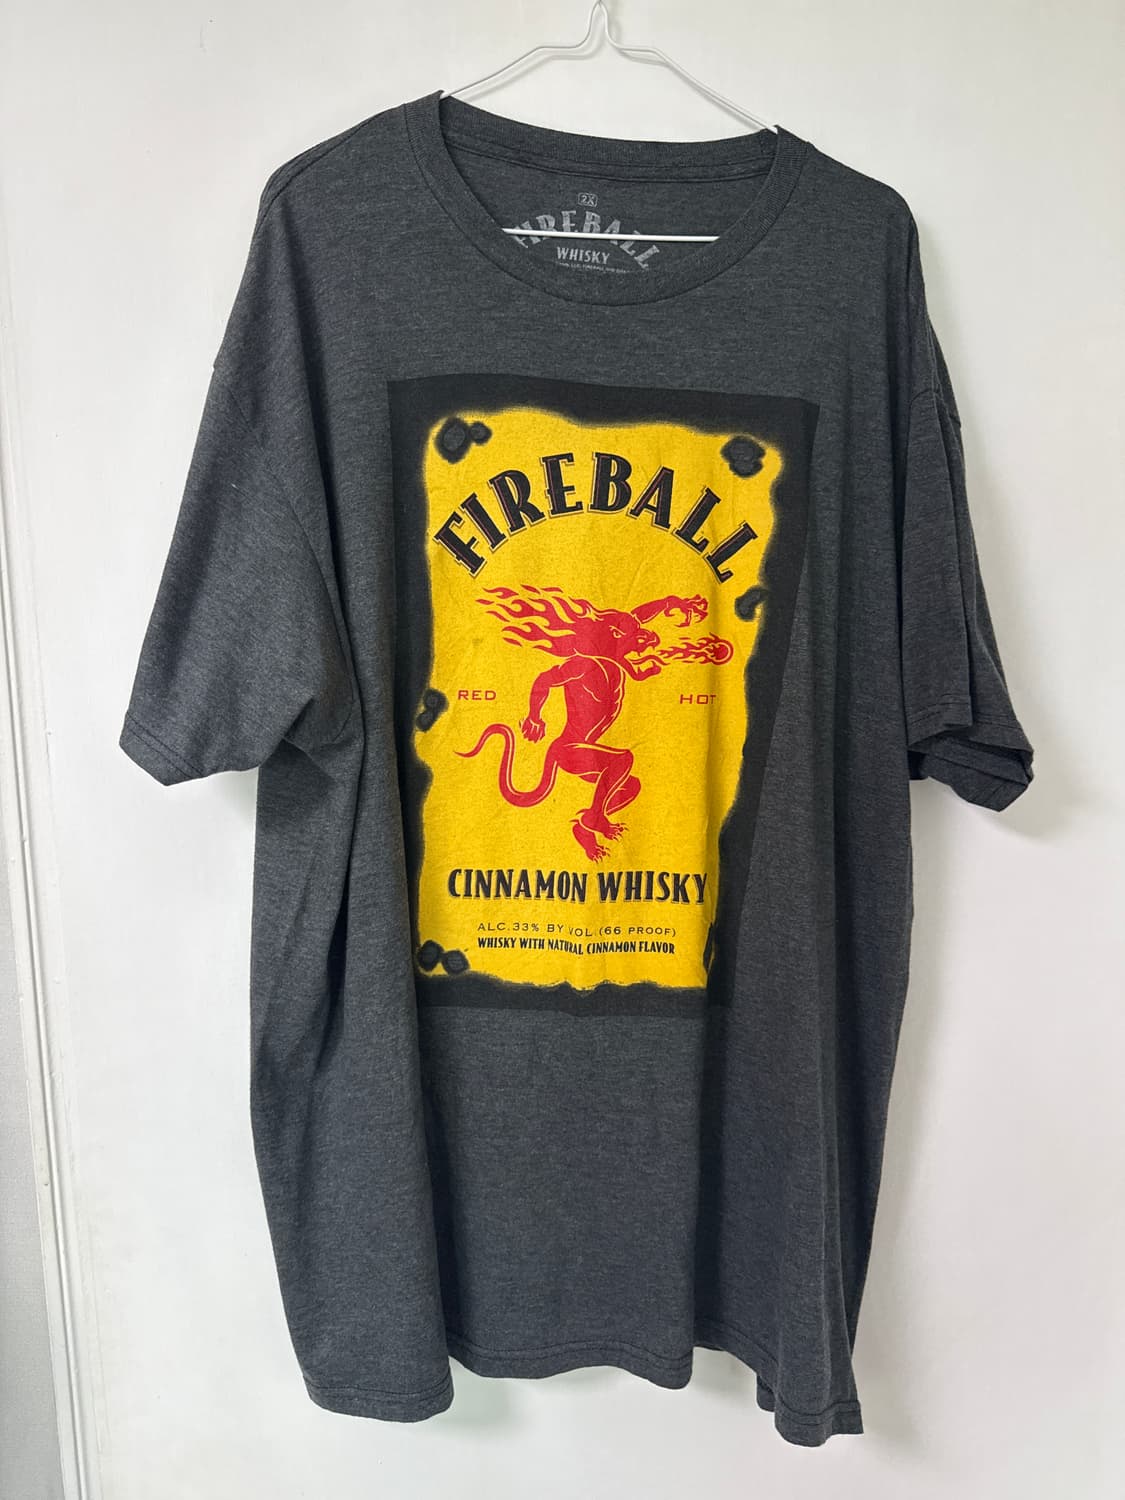 2X
FIREBALL
WHISKY
FIREBALL
RED HOT
CINNAMON WHISKY
ALC. 33% BY VOL. (66 PROOF)
WHISKY WITH NATURAL CINNAMON FLAVOR